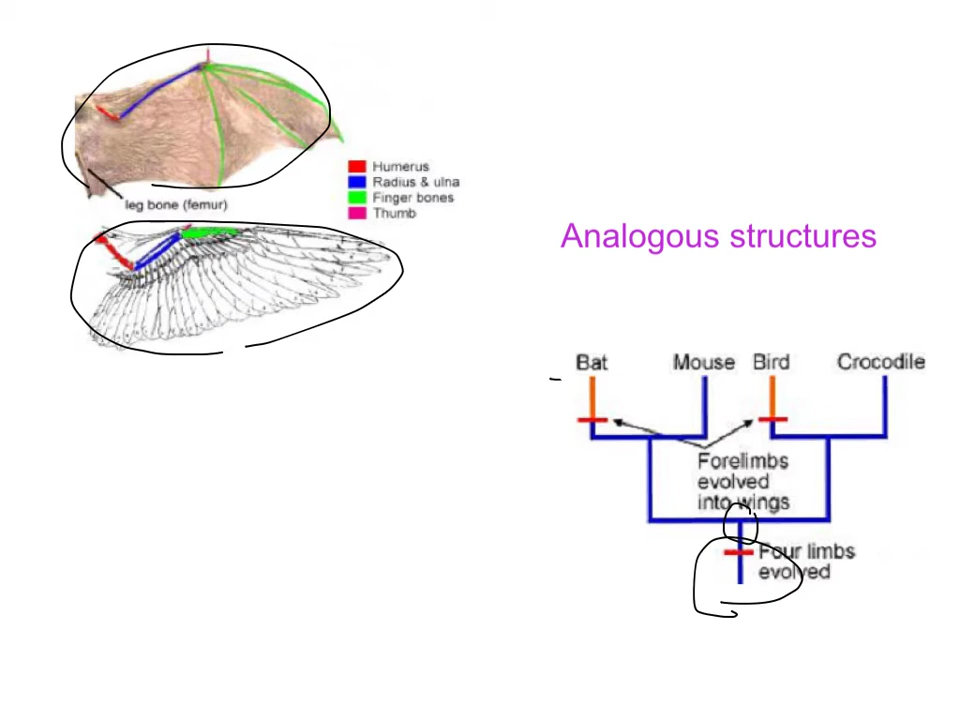 Humerus
Radius & ulna
Finger bones
Thumb
leg bone (femur)
Analogous structures
Bat Mouse Bird Crocodile
Forelimbs
evolved
into wings
Four limbs
evolved